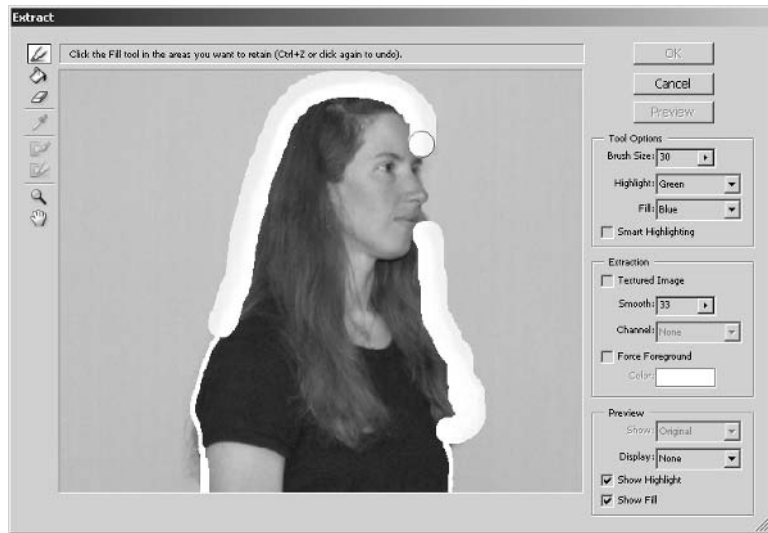 Extract
Click the Fill tool in the areas you want to retain (Ctrl+Z or click again to undo).
OK
Cancel
Preview
Tool Options
Brush Size: 30
Highlight: Green
Fill: Blue
Smart Highlighting
Extraction
Textured Image
Smooth: 33
Channel: None
Force Foreground
Color:
Preview
Show: Original
Display: None
Show Highlight
Show Fill